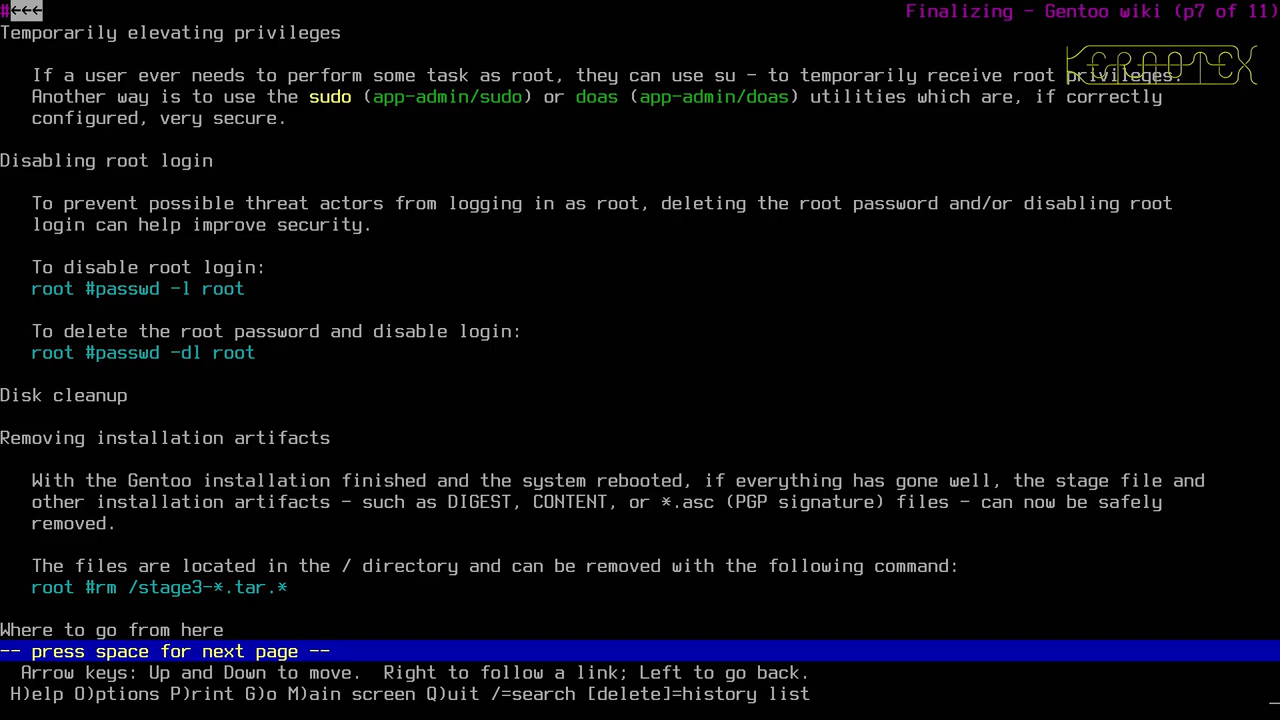 #←←← Finalizing - Gentoo wiki (p7 of 11)
Temporarily elevating privileges
If a user ever needs to perform some task as root, they can use su - to temporarily receive root privileges.
Another way is to use the sudo (app-admin/sudo) or doas (app-admin/doas) utilities which are, if correctly
configured, very secure.
Disabling root login
To prevent possible threat actors from logging in as root, deleting the root password and/or disabling root
login can help improve security.
To disable root login:
root #passwd -l root
To delete the root password and disable login:
root #passwd -dl root
Disk cleanup
Removing installation artifacts
With the Gentoo installation finished and the system rebooted, if everything has gone well, the stage file and
other installation artifacts - such as DIGEST, CONTENT, or *.asc (PGP signature) files - can now be safely
removed.
The files are located in the / directory and can be removed with the following command:
root #rm /stage3-*.tar.*
Where to go from here
-- press space for next page --
Arrow keys: Up and Down to move.  Right to follow a link; Left to go back.
H)elp O)ptions P)rint G)o M)ain screen Q)uit /=search [delete]=history list